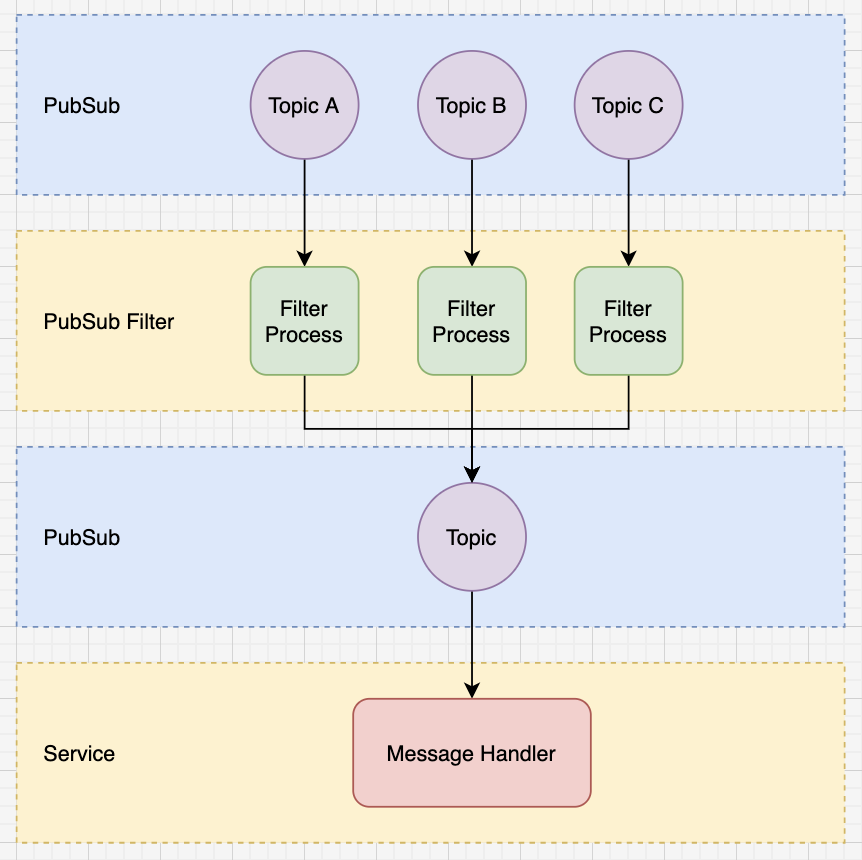 PubSub
Topic A
Topic B
Topic C
PubSub Filter
Filter
Process
Filter
Process
Filter
Process
PubSub
Topic
Service
Message Handler